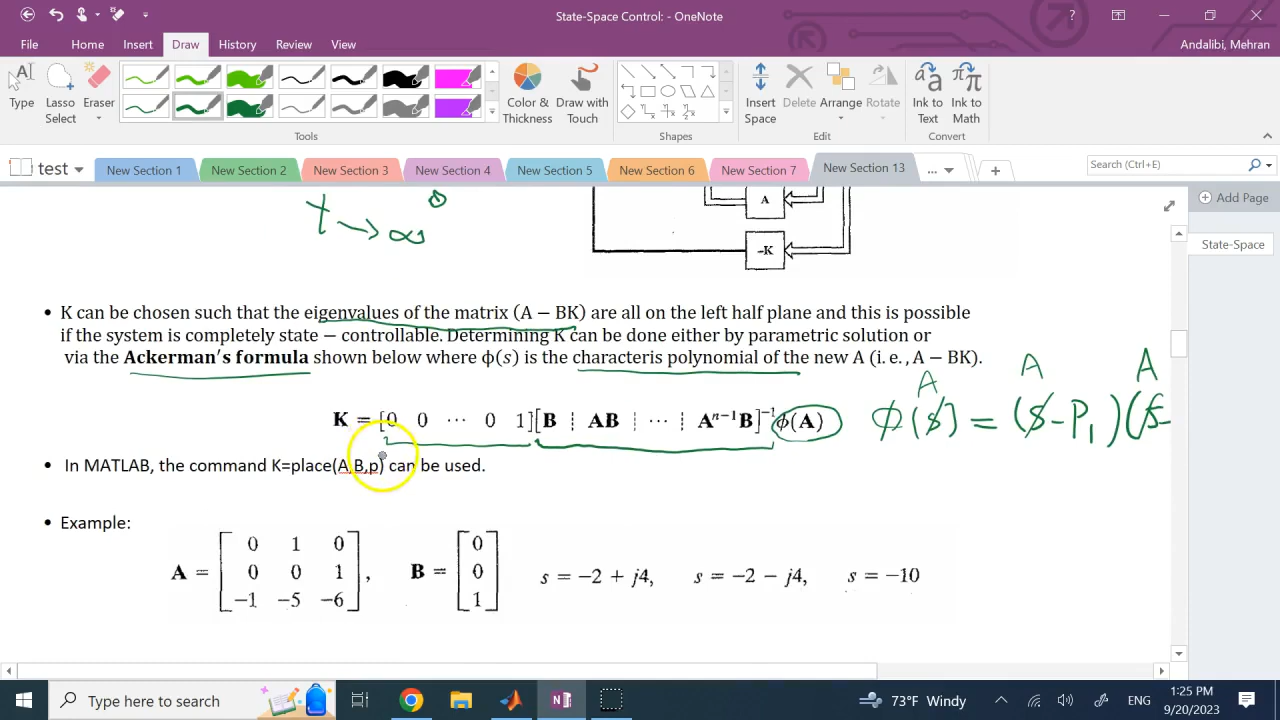 State-Space Control: - OneNote
?
File Home Insert Draw History Review View
Andalibi, Mehran
Type Lasso Select Eraser Color & Thickness Draw with Touch Insert Space Delete Arrange Rotate Ink to Text Ink to Math
Tools Shapes Edit Convert
test New Section 1 New Section 2 New Section 3 New Section 4 New Section 5 New Section 6 New Section 7 New Section 13 ... Search (Ctrl+E)
Add Page
State-Space
t → ∞ 0
A
-K
• K can be chosen such that the eigenvalues of the matrix (A − BK) are all on the left half plane and this is possible
if the system is completely state − controllable. Determining K can be done either by parametric solution or
via the Ackerman's formula shown below where ϕ(s) is the characteris polynomial of the new A (i. e., A − BK).
A A A
K = [0 0 ⋯ 0 1][B ⋮ AB ⋮ ⋯ ⋮ Aⁿ⁻¹B]⁻¹ϕ(A) ϕ(s) = (s-P₁)(s-
• In MATLAB, the command K=place(A,B,p) can be used.
• Example:
A = [0 1 0; 0 0 1; −1 −5 −6], B = [0; 0; 1] s = −2 + j4, s = −2 − j4, s = −10
Type here to search
73°F Windy
ENG
1:25 PM
9/20/2023